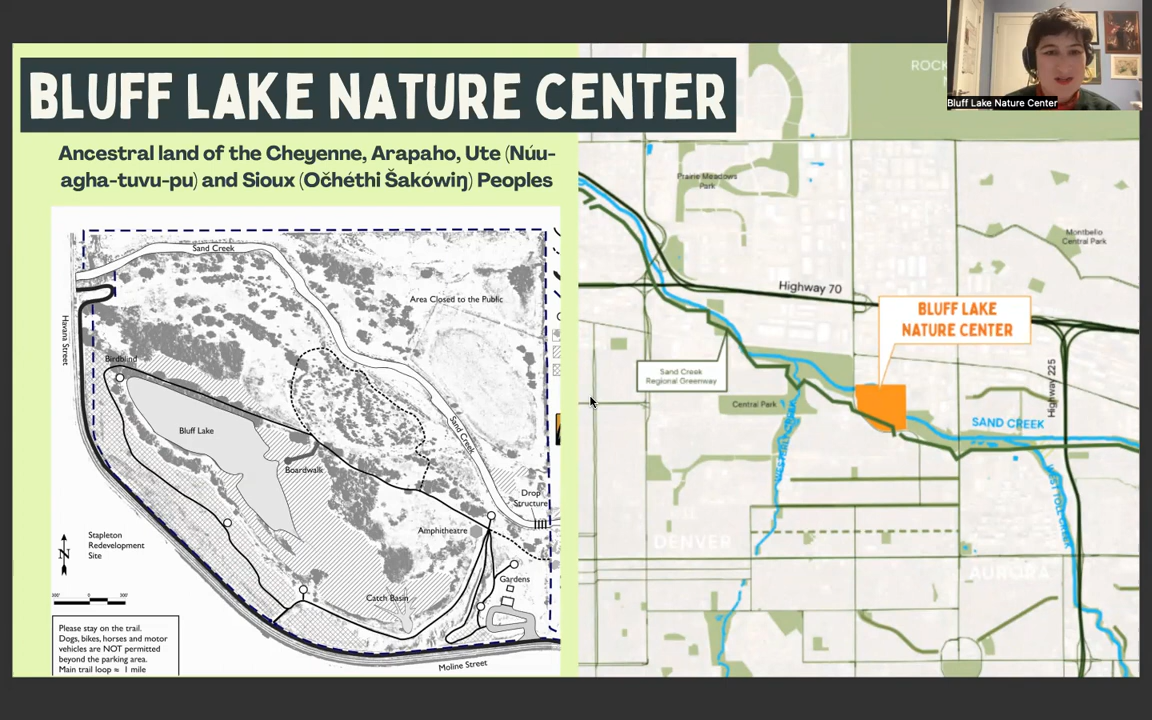 BLUFF LAKE NATURE CENTER
Bluff Lake Nature Center
Ancestral land of the Cheyenne, Arapaho, Ute (Núu-
agha-tuvu-pu) and Sioux (Očhéthi Šakówiŋ) Peoples
Sand Creek
Area Closed to the Public
Havana Street
Birdblind
Bluff Lake
Boardwalk
Sand Creek
Drop
Structure
Amphitheatre
Stapleton
Redevelopment
Site
N
Gardens
Catch Basin
Moline Street
Please stay on the trail.
Dogs, bikes, horses and motor
vehicles are NOT permitted
beyond the parking area.
Main trail loop ≈ 1 mile
ROCK
Prairie Meadows
Park
Montbello
Central Park
Highway 70
BLUFF LAKE
NATURE CENTER
Sand Creek
Regional Greenway
Highway 225
Central Park
SAND CREEK
DENVER
AURORA